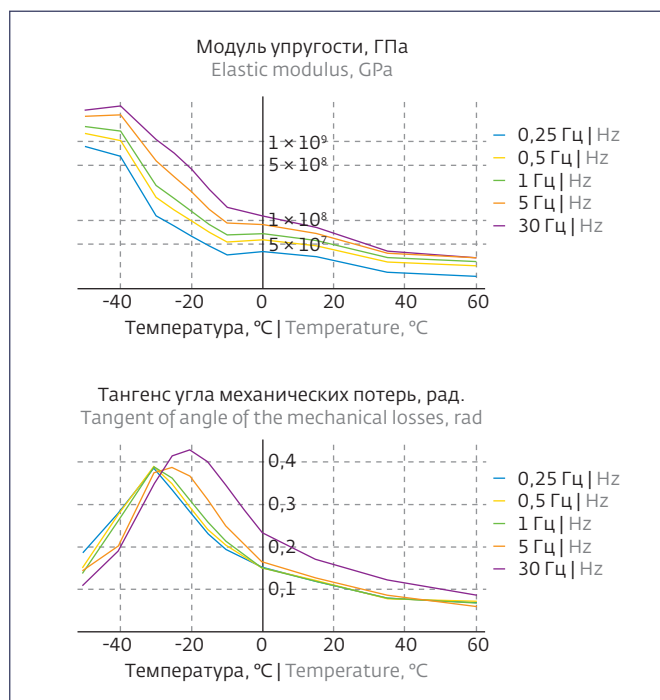 Модуль упругости, ГПа
Elastic modulus, GPa
1 × 10⁹
5 × 10⁸
1 × 10⁸
5 × 10⁷
0,25 Гц | Hz
0,5 Гц | Hz
1 Гц | Hz
5 Гц | Hz
30 Гц | Hz
-40 -20 0 20 40 60
Температура, °C | Temperature, °C
Тангенс угла механических потерь, рад.
Tangent of angle of the mechanical losses, rad
0,4
0,3
0,2
0,1
0,25 Гц | Hz
0,5 Гц | Hz
1 Гц | Hz
5 Гц | Hz
30 Гц | Hz
-40 -20 0 20 40 60
Температура, °C | Temperature, °C